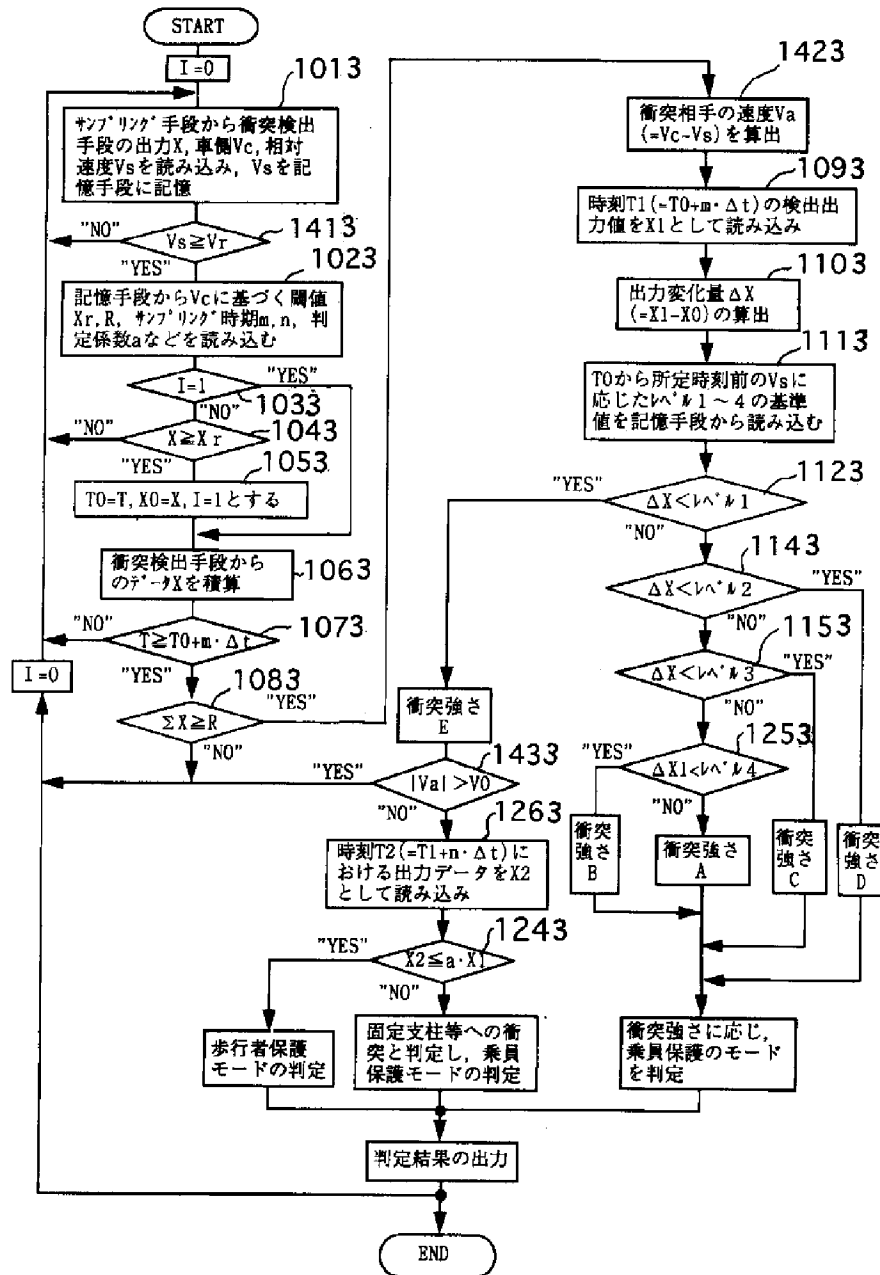 START
I=0
1013
サンプリング手段から衝突検出
手段の出力X, 車側Vc, 相対
速度Vsを読み込み, Vsを記
憶手段に記憶
"NO"
1413
Vs≧Vr
"YES"
1023
記憶手段からVcに基づく閾値
Xr, R, サンプリング時期m, n, 判
定係数aなどを読み込む
I=1
"YES"
1033
"NO"
"NO"
1043
X≧Xr
"YES"
1053
T0=T, X0=X, I=1とする
衝突検出手段から
のデータXを積算
1063
"NO"
1073
T≧T0+m・Δt
I=0
"YES"
1083
"YES"
ΣX≧R
"NO"
1423
衝突相手の速度Va
(=Vc-Vs)を算出
1093
時刻T1(=T0+m・Δt)の検出出
力値をX1として読み込み
1103
出力変化量ΔX
(=X1-X0)の算出
1113
T0から所定時刻前のVsに
応じたレベル1～4の基準
値を記憶手段から読み込む
"YES"
1123
ΔX<レベル1
"NO"
1143
ΔX<レベル2
"YES"
"NO"
1153
ΔX<レベル3
"YES"
"NO"
1253
"YES"
ΔX1<レベル4
"NO"
衝突
強さ
B
衝突強さ
A
衝突
強さ
C
衝突
強さ
D
衝突強さ
E
"YES"
1433
|Va|>V0
"NO"
1263
時刻T2(=T1+n・Δt)に
おける出力データをX2
として読み込み
"YES"
1243
X2≦a・X1
"NO"
歩行者保護
モードの判定
固定支柱等への衝突
と判定し, 乗員
保護モードの判定
衝突強さに応じ,
乗員保護のモード
を判定
判定結果の出力
END